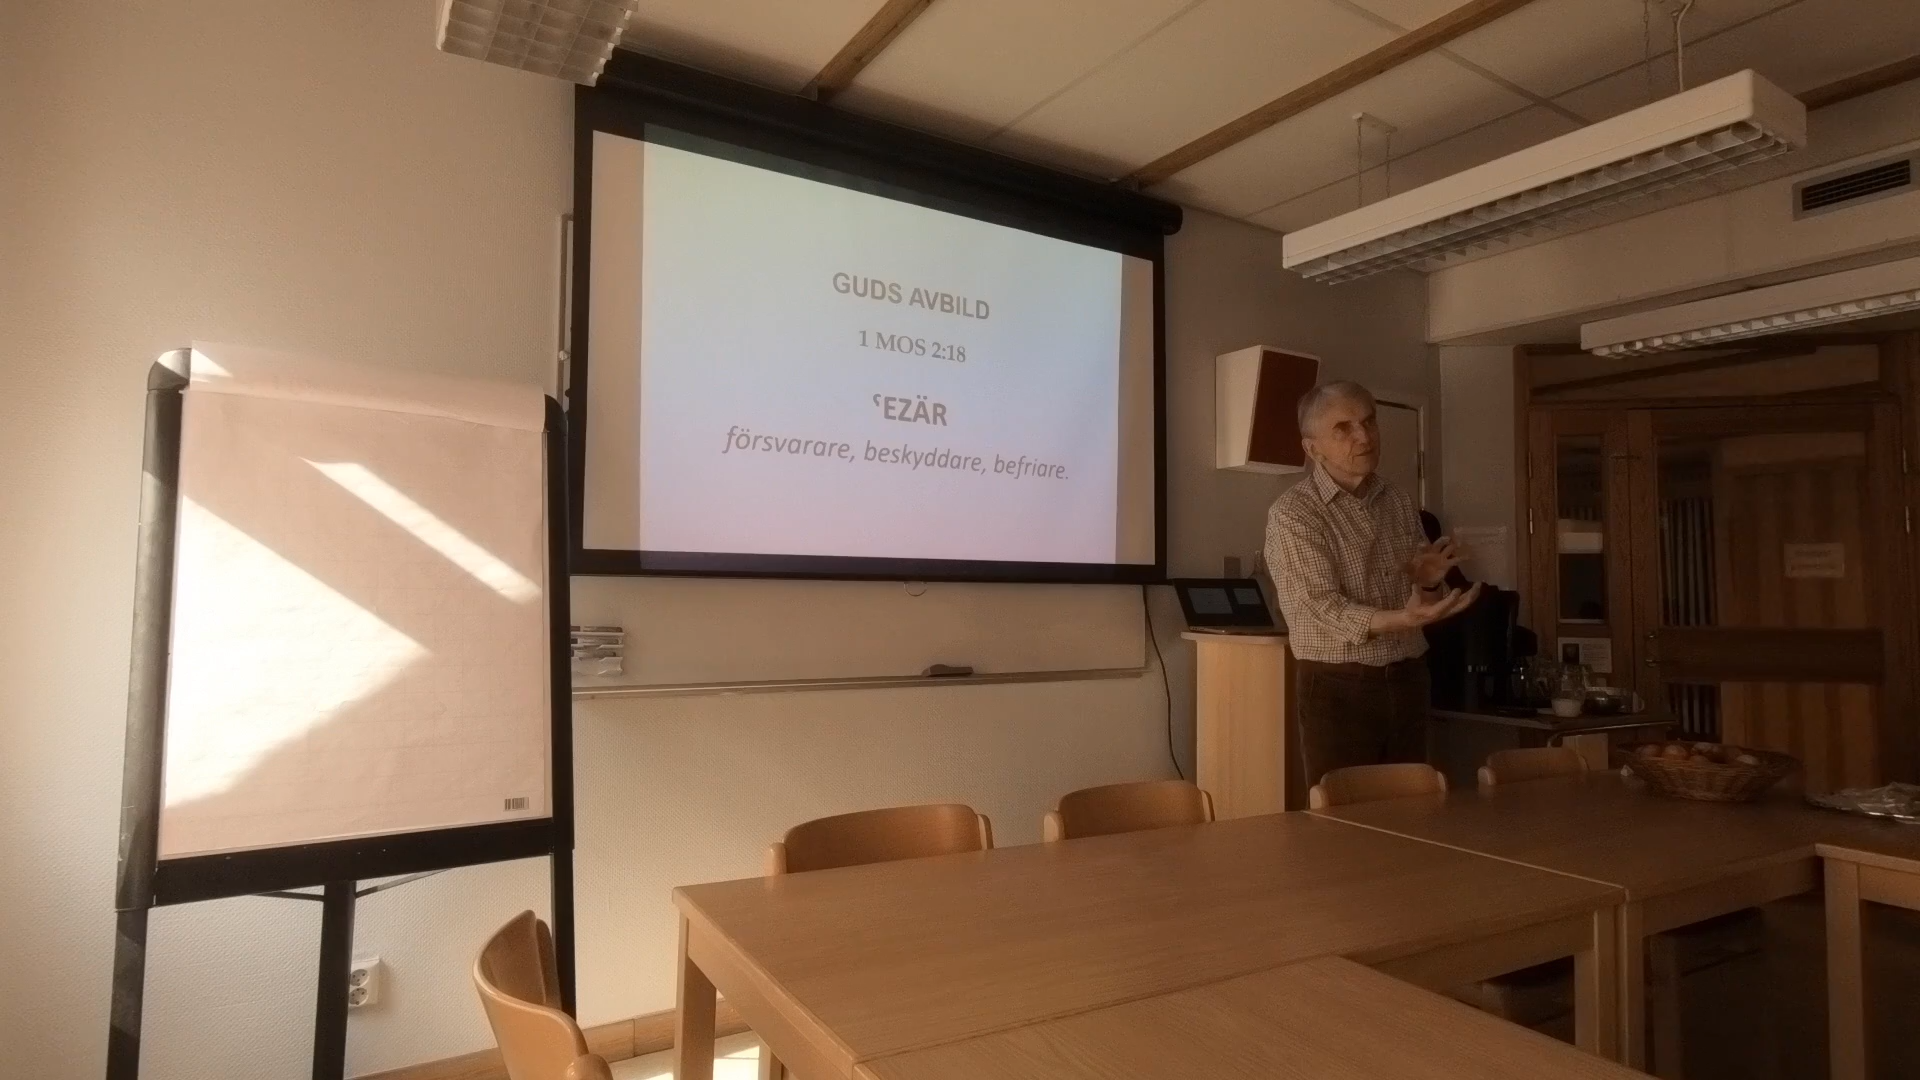 GUDS AVBILD
1 MOS 2:18
ʿEZÄR
försvarare, beskyddare, befriare.